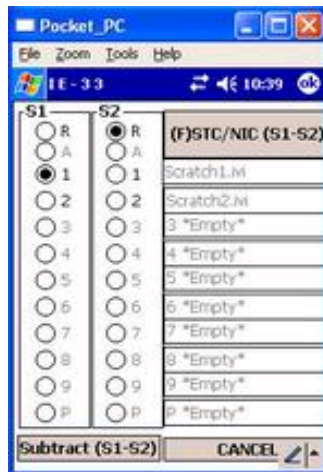 Pocket_PC
File Zoom Tools Help
IE-33 10:39 ok
S1 S2
R R (F)STC/NIC (S1-S2)
A A
1 1 Scratch1.lvl
2 2 Scratch2.lvl
3 3 3 *Empty*
4 4 4 *Empty*
5 5 5 *Empty*
6 6 6 *Empty*
7 7 7 *Empty*
8 8 8 *Empty*
9 9 9 *Empty*
P P P *Empty*
Subtract (S1-S2) CANCEL